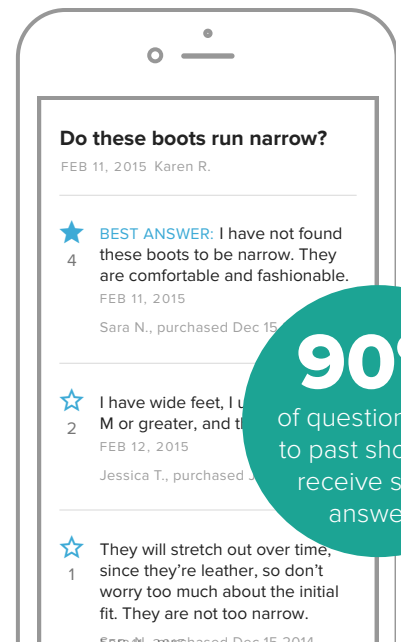 Do these boots run narrow?
FEB 11, 2015 Karen R.
BEST ANSWER: I have not found
4
these boots to be narrow. They
are comfortable and fashionable.
FEB 11, 2015
Sara N., purchased Dec 15
90%
of question
to past sho
receive s
answe
I have wide feet, I u
2
M or greater, and t
FEB 12, 2015
Jessica T., purchased
They will stretch out over time,
1
since they're leather, so don't
worry too much about the initial
fit. They are not too narrow.
purchased Dec 15 2014